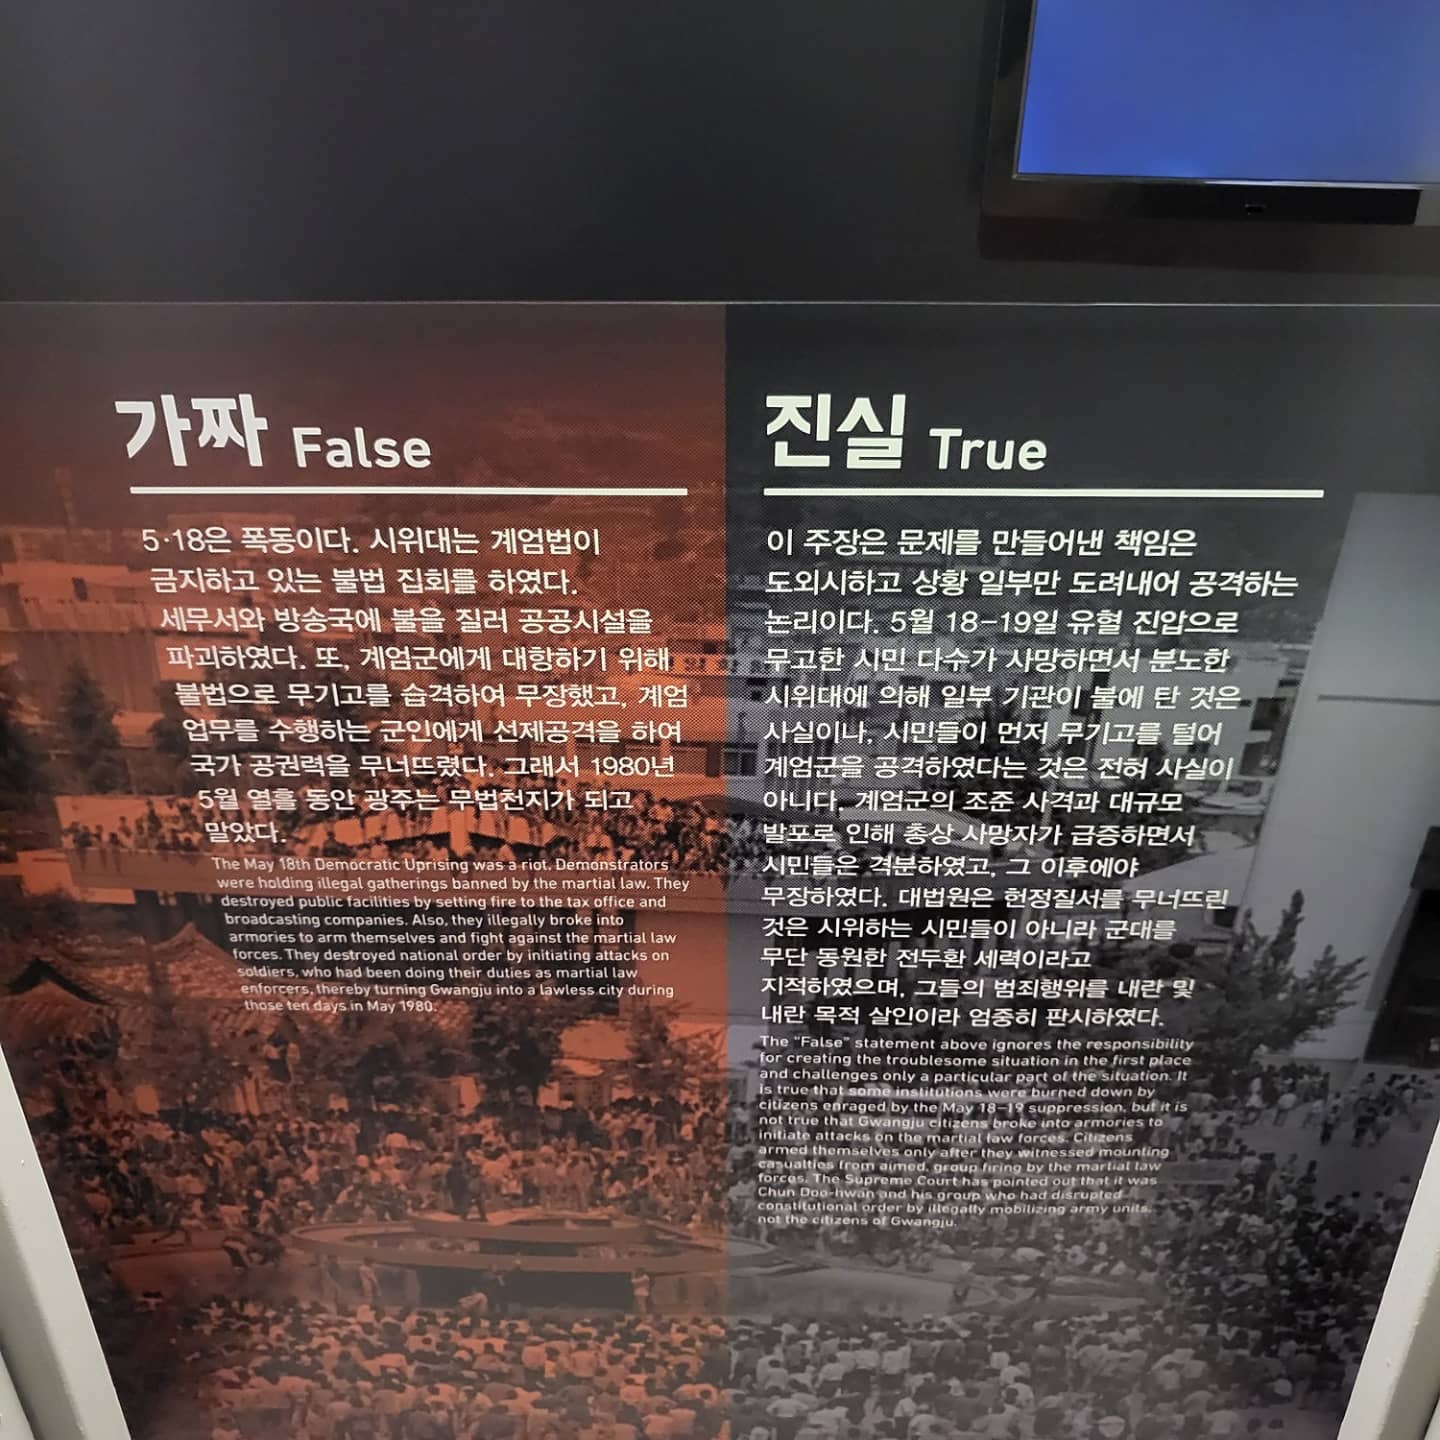 가짜 False
5·18은 폭동이다. 시위대는 계엄법이
금지하고 있는 불법 집회를 하였다.
세무서와 방송국에 불을 질러 공공시설을
파괴하였다. 또, 계엄군에게 대항하기 위해
불법으로 무기고를 습격하여 무장했고, 계엄
업무를 수행하는 군인에게 선제공격을 하여
국가 공권력을 무너뜨렸다. 그래서 1980년
5월 열흘 동안 광주는 무법천지가 되고
말았다.
The May 18th Democratic Uprising was a riot. Demonstrators
were holding illegal gatherings banned by the martial law. They
destroyed public facilities by setting fire to the tax office and
broadcasting companies. Also, they illegally broke into
armories to arm themselves and fight against the martial law
forces. They destroyed national order by initiating attacks on
soldiers, who had been doing their duties as martial law
enforcers, thereby turning Gwangju into a lawless city during
those ten days in May 1980.
진실 True
이 주장은 문제를 만들어낸 책임은
도외시하고 상황 일부만 도려내어 공격하는
논리이다. 5월 18-19일 유혈 진압으로
무고한 시민 다수가 사망하면서 분노한
시위대에 의해 일부 기관이 불에 탄 것은
사실이나, 시민들이 먼저 무기고를 털어
계엄군을 공격하였다는 것은 전혀 사실이
아니다. 계엄군의 조준 사격과 대규모
발포로 인해 총상 사망자가 급증하면서
시민들은 격분하였고, 그 이후에야
무장하였다. 대법원은 헌정질서를 무너뜨린
것은 시위하는 시민들이 아니라 군대를
무단 동원한 전두환 세력이라고
지적하였으며, 그들의 범죄행위를 내란 및
내란 목적 살인이라 엄중히 판시하였다.
The "False" statement above ignores the responsibility
for creating the troublesome situation in the first place
and challenges only a particular part of the situation. It
is true that some institutions were burned down by
citizens enraged by the May 18-19 suppression, but it is
not true that Gwangju citizens broke into armories to
initiate attacks on the martial law forces. Citizens
armed themselves only after they witnessed mounting
casualties from aimed, group firing by the martial law
forces. The Supreme Court has pointed out that it was
Chun Doo-hwan and his group who had disrupted
constitutional order by illegally mobilizing army units,
not the citizens of Gwangju.